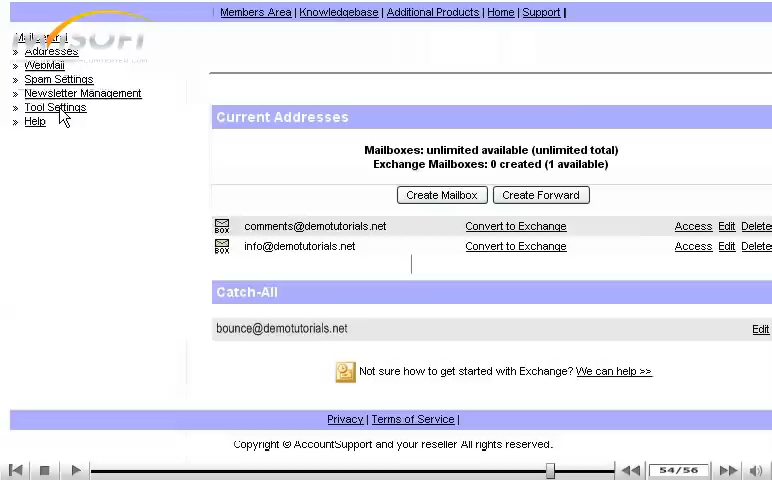 Members Area | Knowledgebase | Additional Products | Home | Support |
» Addresses
» WebMail
» Spam Settings
» Newsletter Management
» Tool Settings
» Help
Current Addresses
Mailboxes: unlimited available (unlimited total)
Exchange Mailboxes: 0 created (1 available)
Create Mailbox Create Forward
BOX comments@demotutorials.net Convert to Exchange Access Edit Delete
BOX info@demotutorials.net Convert to Exchange Access Edit Delete
Catch-All
bounce@demotutorials.net Edit
Not sure how to get started with Exchange? We can help >>
Privacy | Terms of Service |
Copyright © AccountSupport and your reseller All rights reserved.
54/56